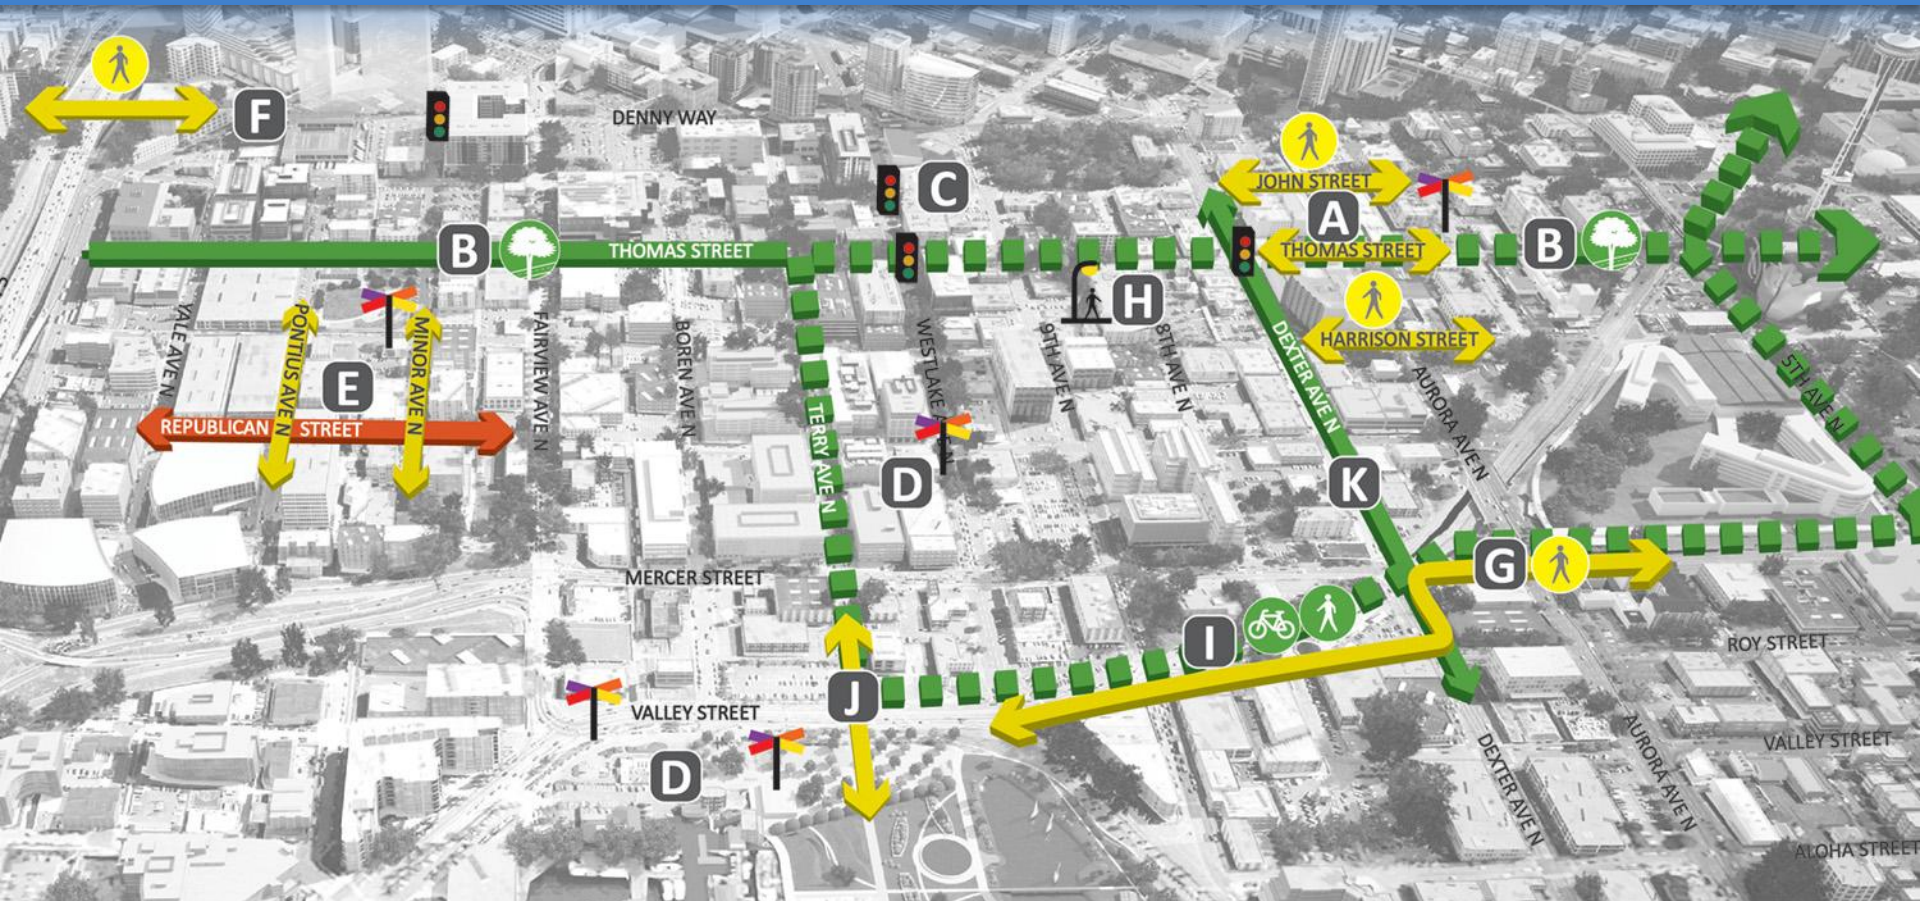 F
DENNY WAY
C
JOHN STREET
A
B
THOMAS STREET
THOMAS STREET
B
H
YALE AVE N
PONTIUS AVE N
MINOR AVE N
FAIRVIEW AVE N
BOREN AVE N
WESTLAKE AVE N
9TH AVE N
8TH AVE N
DEXTER AVE N
HARRISON STREET
AURORA AVE N
5TH AVE N
E
REPUBLICAN STREET
TERRY AVE N
D
K
MERCER STREET
G
I
ROY STREET
J
VALLEY STREET
D
DEXTER AVE N
AURORA AVE N
VALLEY STREET
ALOHA STREET